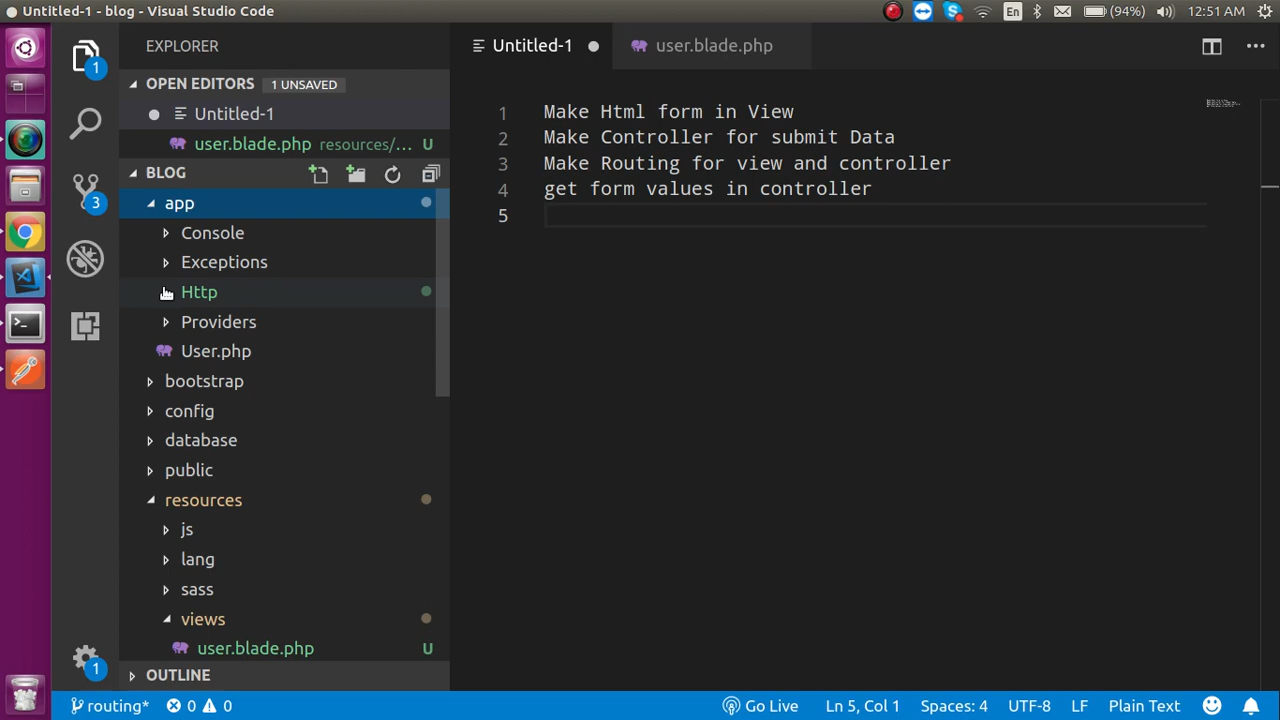 Untitled-1 - blog - Visual Studio Code
En
(94%)
12:51 AM
EXPLORER
OPEN EDITORS 1 UNSAVED
Untitled-1
user.blade.php resources/... U
BLOG
app
Console
Exceptions
Http
Providers
User.php
bootstrap
config
database
public
resources
js
lang
sass
views
user.blade.php U
OUTLINE
1
3
1
Untitled-1
user.blade.php
1 Make Html form in View
2 Make Controller for submit Data
3 Make Routing for view and controller
4 get form values in controller
5
routing* 0 0
Go Live
Ln 5, Col 1
Spaces: 4
UTF-8
LF
Plain Text